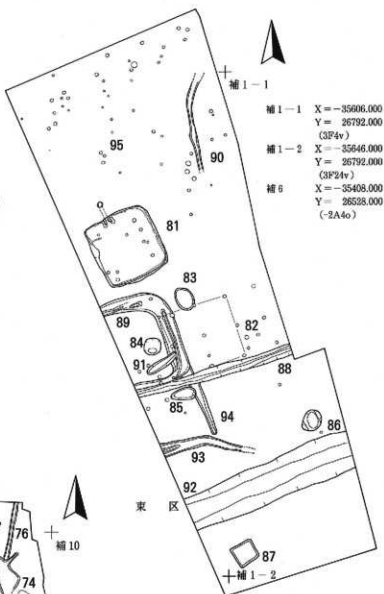 補1-1
補1-1 X=-35606.000
Y= 26792.000
(3F4v)
補1-2 X=-35646.000
Y= 26792.000
(3F24v)
補6 X=-35408.000
Y= 26528.000
(-2A4o)
95
90
81
83
89
82
84
91
88
85
94
86
93
92
東 区
87
補1-2
76
補10
74